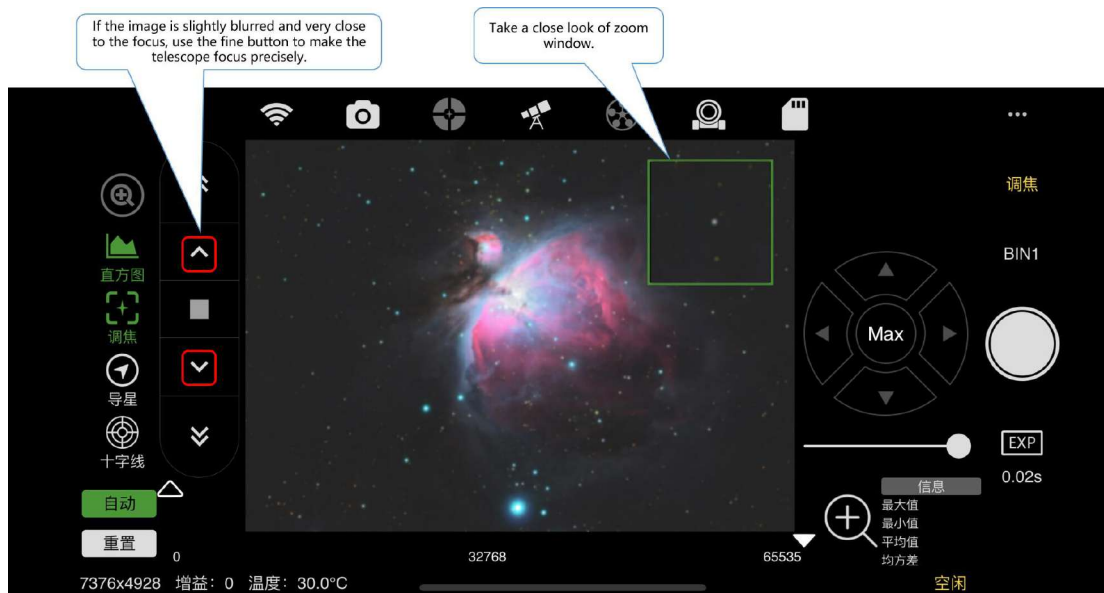 If the image is slightly blurred and very close
to the focus, use the fine button to make the
telescope focus precisely.
Take a close look of zoom
window.
直方图
调焦
导星
十字线
自动
重置
调焦
BIN1
Max
EXP
0.02s
信息
最大值
最小值
平均值
均方差
0
32768
65535
7376x4928 增益：0 温度：30.0°C
空闲